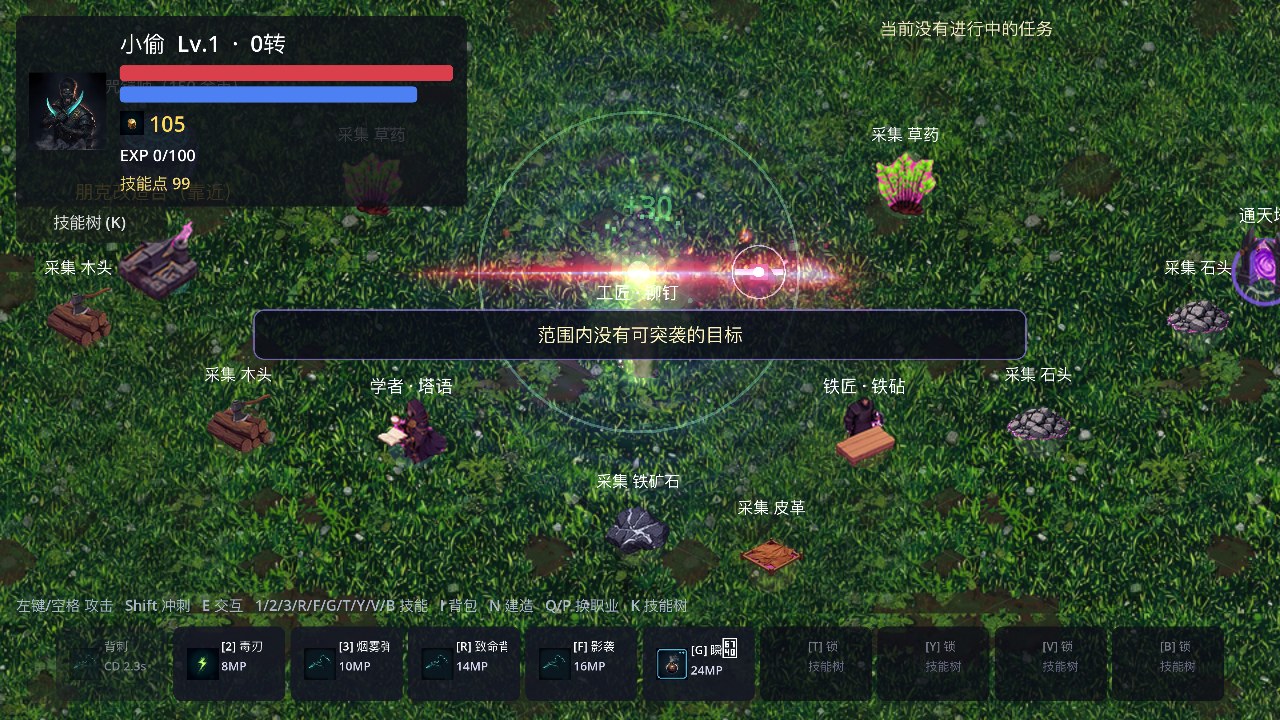 小偷 Lv.1 · 0转
105
EXP 0/100
技能点 99
技能树 (K)
当前没有进行中的任务
采集 草药
采集 草药
+30
通天塔
采集 木头
采集 石头
工匠 · 铆钉
范围内没有可突袭的目标
采集 木头
学者 · 塔语
铁匠 · 铁砧
采集 石头
采集 铁矿石
采集 皮革
左键/空格 攻击 Shift 冲刺 E 交互 1/2/3/R/F/G/T/Y/V/B 技能 I 背包 N 建造 Q/P 换职业 K 技能树
背刺
CD 2.3s
[2] 毒刃
8MP
[3] 烟雾弹
10MP
[R] 致命背
14MP
[F] 影袭
16MP
[G] 瞬
24MP
[T] 锁
技能树
[Y] 锁
技能树
[V] 锁
技能树
[B] 锁
技能树